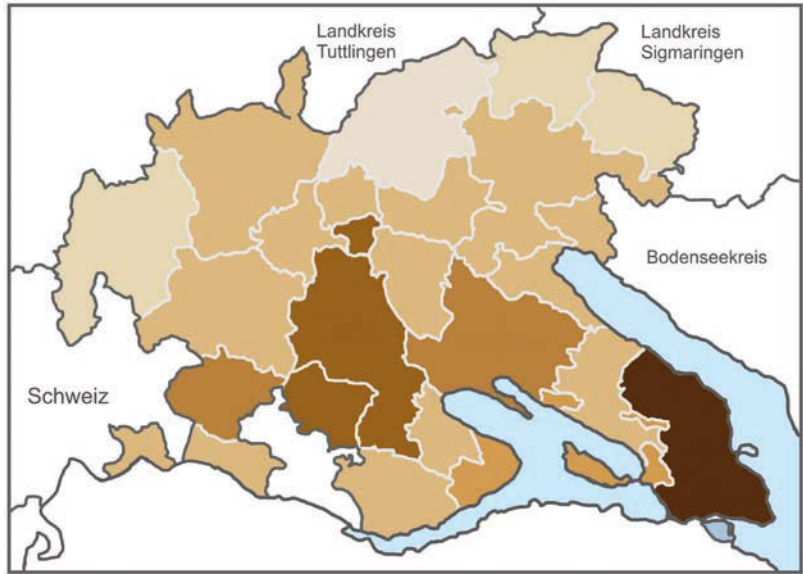 Landkreis
Tuttlingen
Landkreis
Sigmaringen
Bodenseekreis
Schweiz